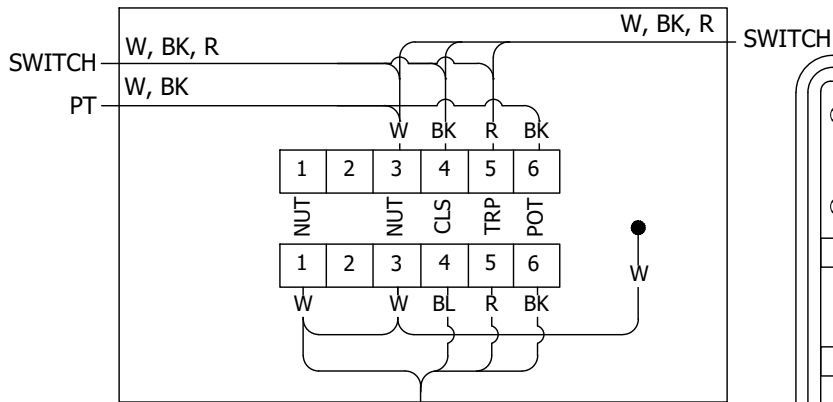 W, BK, R
SWITCH
SWITCH
W, BK, R
W, BK
PT
W BK R BK
1 2 3 4 5 6
NUT NUT CLS TRP POT
1 2 3 4 5 6
W
W W BL R BK